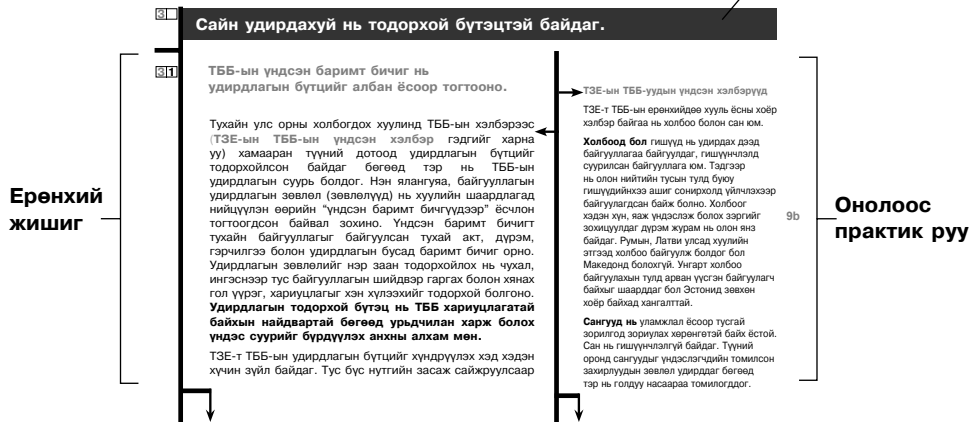 3
Сайн удирдахуй нь тодорхой бүтэцтэй байдаг.
3 1
ТББ-ын үндсэн баримт бичиг нь
удирдлагын бүтцийг албан ёсоор тогтооно.
Тухайн улс орны холбогдох хуулинд ТББ-ын хэлбэрээс
(ТЗЕ-ын ТББ-ын үндсэн хэлбэр гэдгийг харна
уу) хамааран түүний дотоод удирдлагын бүтцийг
тодорхойлсон байдаг бөгөөд тэр нь ТББ-ын
удирдлагын суурь болдог. Нэн ялангуяа, байгууллагын
удирдлагын зөвлөл (зөвлөлүүд) нь хуулийн шаардлагад
нийцүүлэн өөрийн “үндсэн баримт бичгүүдээр” ёсчлон
тогтоогдсон байвал зохино. Үндсэн баримт бичигт
тухайн байгууллагыг байгуулсан тухай акт, дүрэм,
гэрчилгээ болон удирдлагын бусад баримт бичиг орно.
Удирдлагын зөвлөлийг нэр заан тодорхойлох нь чухал,
ингэснээр тус байгууллагын шийдвэр гаргах болон хянах
гол үүрэг, хариуцлагыг хэн хүлээхийг тодорхой болгоно.
Удирдлагын тодорхой бүтэц нь ТББ хариуцлагатай
байхын найдвартай бөгөөд урьдчилан харж болох
үндэс суурийг бүрдүүлэх анхны алхам мөн.
ТЗЕ-т ТББ-ын удирдлагын бүтцийг хүндрүүлэх хэд хэдэн
хүчин зүйл байдаг. Тус бүс нутгийн засаж сайжруулсаар
Ерөнхий
жишиг
ТЗЕ-ын ТББ-уудын үндсэн хэлбэрүүд
ТЗЕ-т ТББ-ын ерөнхийдөө хууль ёсны хоёр
хэлбэр байгаа нь холбоо болон сан юм.
Холбоод бол гишүүд нь удирдах дээд
байгууллагаа байгуулдаг, гишүүнчлэлд
суурилсан байгууллага юм. Тэдгээр
нь олон нийтийн тусын тулд буюу
гишүүдийнхээ ашиг сонирхолд үйлчлэхээр
байгуулагдсан байж болно. Холбоог
хэдэн хүн, яаж үндэслэж болох зэргийг
зохицуулдаг дүрэм журам нь олон янз
байдаг. Румын, Латви улсад хуулийн
этгээд холбоо байгуулж болдог бол
Македонд болохгүй. Унгарт холбоо
байгуулахын тулд арван үүсгэн байгуулагч
байхыг шаарддаг бол Эстонид зөвхөн
хоёр байхад хангалттай.
Сангууд нь уламжлал ёсоор тусгай
зорилгод зориулах хөрөнгөтэй байх ёстой.
Сан нь гишүүнчлэлгүй байдаг. Түүний
оронд сангуудыг үндэслэгчдийн томилсон
захирлуудын зөвлөл удирддаг бөгөөд
тэр нь голдуу насаараа томилогддог.
9b
Онолоос
практик руу